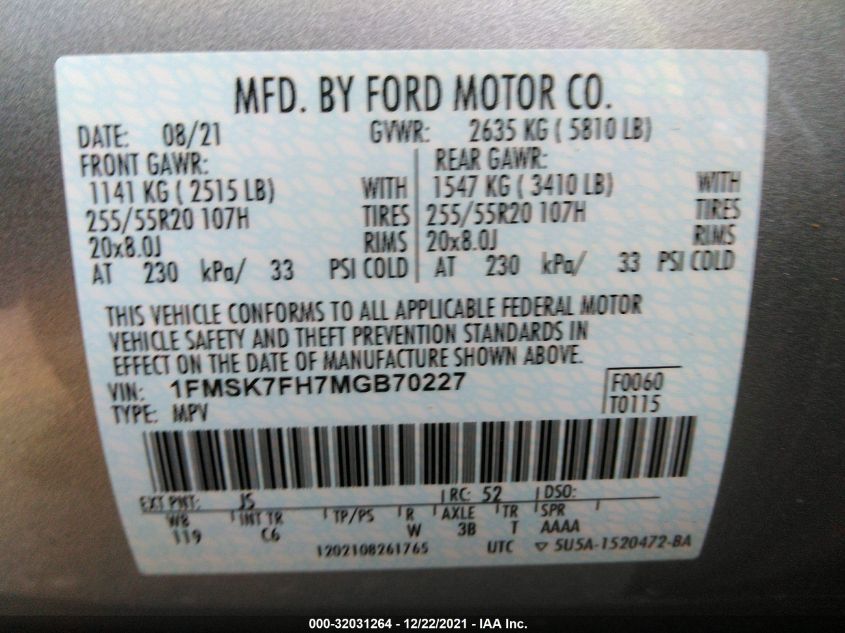 MFD. BY FORD MOTOR CO.
DATE: 08/21 GVWR: 2635 KG ( 5810 LB)
FRONT GAWR: REAR GAWR:
1141 KG ( 2515 LB) WITH 1547 KG ( 3410 LB) WITH
255/55R20 107H TIRES 255/55R20 107H TIRES
20x8.0J RIMS 20x8.0J RIMS
AT 230 kPa/ 33 PSI COLD AT 230 kPa/ 33 PSI COLD
THIS VEHICLE CONFORMS TO ALL APPLICABLE FEDERAL MOTOR
VEHICLE SAFETY AND THEFT PREVENTION STANDARDS IN
EFFECT ON THE DATE OF MANUFACTURE SHOWN ABOVE.
VIN: 1FMSK7FH7MGB70227 F0060
TYPE: MPV T0115
EXT PNT: JS RC: 52 DSO:
WB INT TR TP/PS R AXLE TR SPR
119 C6 W 3B T AAAA
1202108261765 UTC ▽ 5U5A-1520472-BA
000-32031264 - 12/22/2021 - IAA Inc.